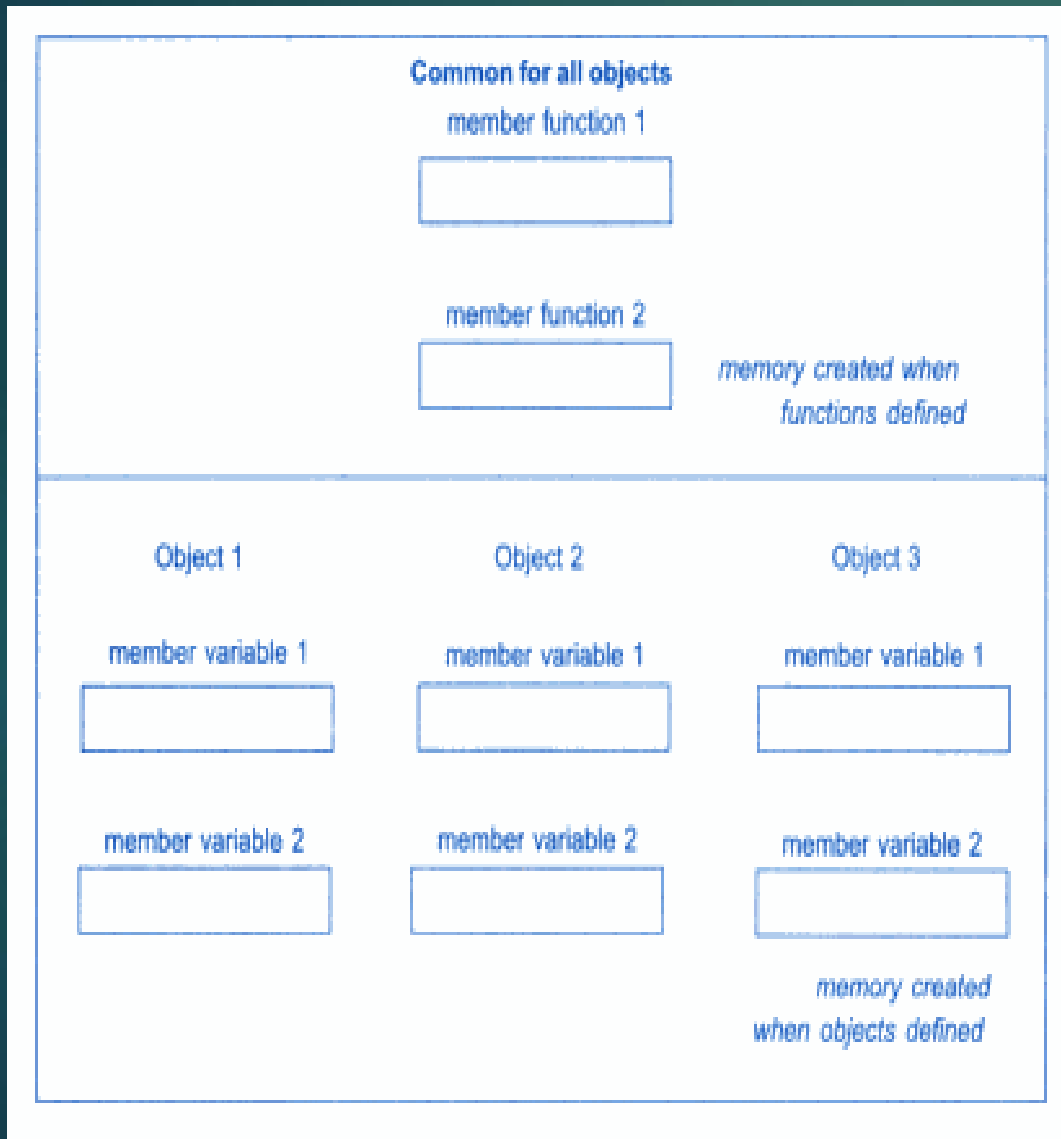 Common for all objects
member function 1
member function 2
memory created when
functions defined
Object 1 Object 2 Object 3
member variable 1 member variable 1 member variable 1
member variable 2 member variable 2 member variable 2
memory created
when objects defined